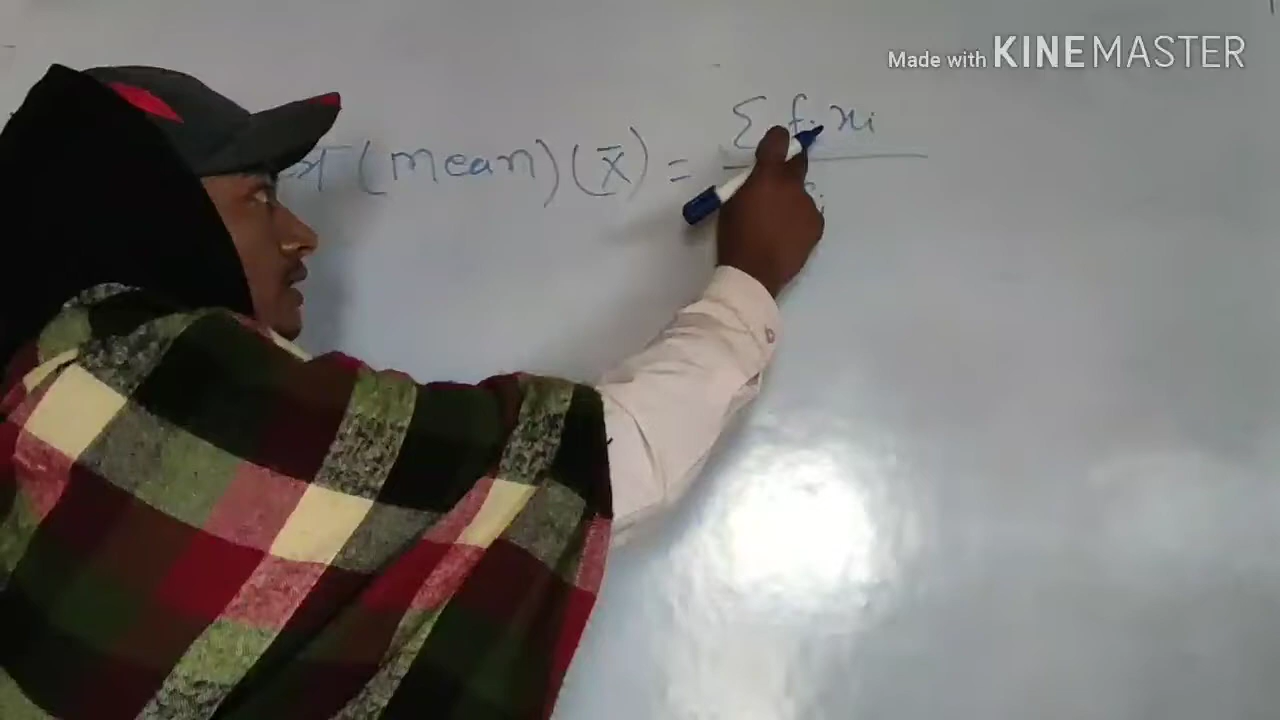 Made with KINEMASTER
(mean) (x̄) = Σ fi xi